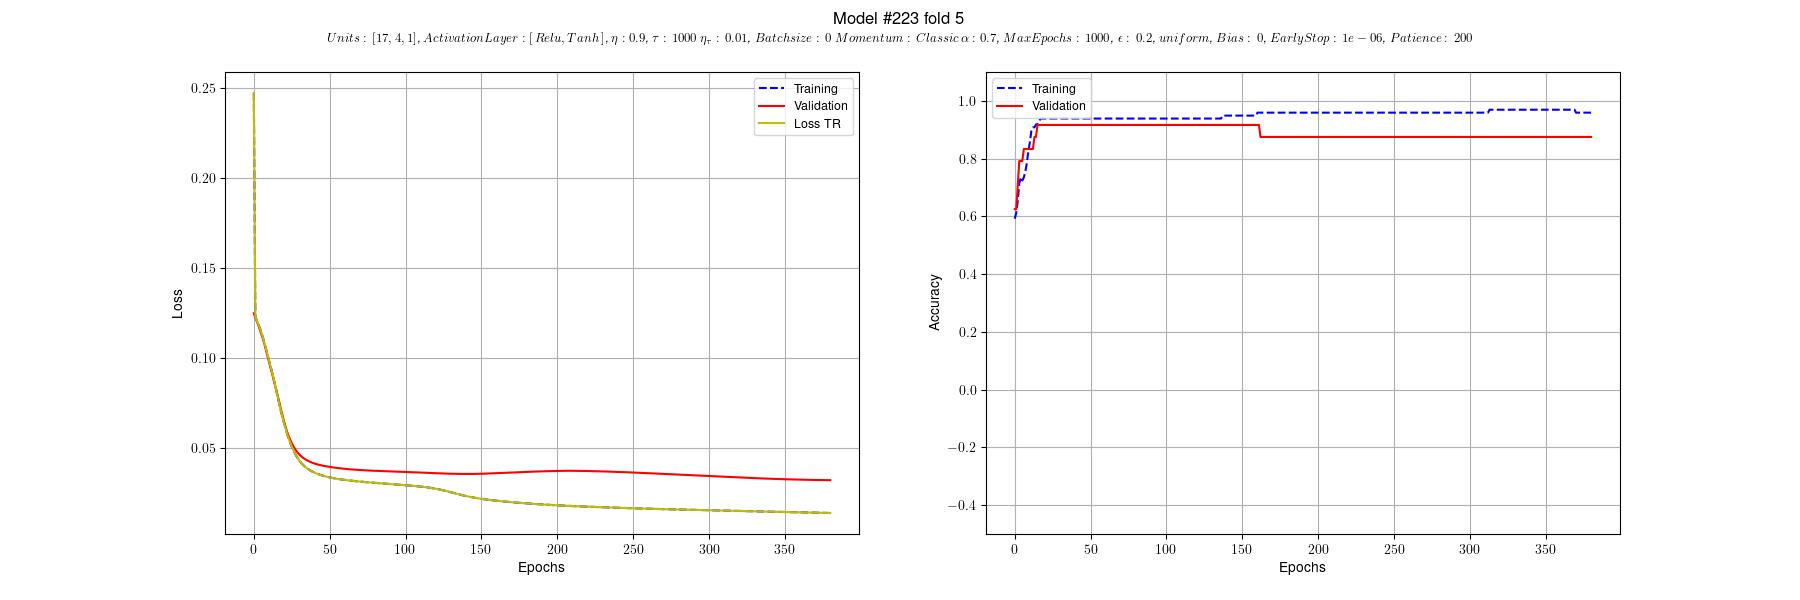 Model #223 fold 5
Units : [17, 4, 1], ActivationLayer : [ Relu, Tanh ], η : 0.9, τ : 1000 ητ : 0.01, Batchsize : 0 Momentum : Classic α : 0.7, MaxEpochs : 1000, ϵ : 0.2, uniform, Bias : 0, EarlyStop : 1e − 06, Patience : 200
Training
Validation
Loss TR
0.25
0.20
0.15
0.10
0.05
Loss
0 50 100 150 200 250 300 350
Epochs
Training
Validation
1.0
0.8
0.6
0.4
0.2
0.0
−0.2
−0.4
Accuracy
0 50 100 150 200 250 300 350
Epochs